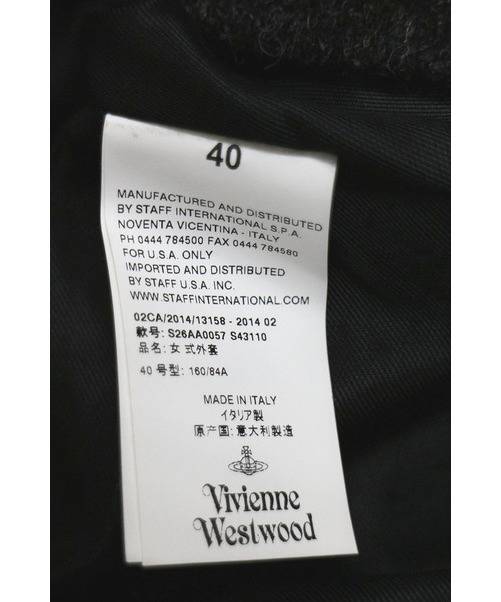 40
MANUFACTURED AND DISTRIBUTED
BY STAFF INTERNATIONAL S.P.A.
NOVENTA VICENTINA - ITALY
PH 0444 784500 FAX 0444 784580
FOR U.S.A. ONLY
IMPORTED AND DISTRIBUTED
BY STAFF U.S.A. INC.
WWW.STAFFINTERNATIONAL.COM
02CA/2014/13158 - 2014 02
款号: S26AA0057 S43110
品名: 女式外套
40 号型: 160/84A
MADE IN ITALY
イタリア製
原产国:意大利製造
Vivienne
Westwood